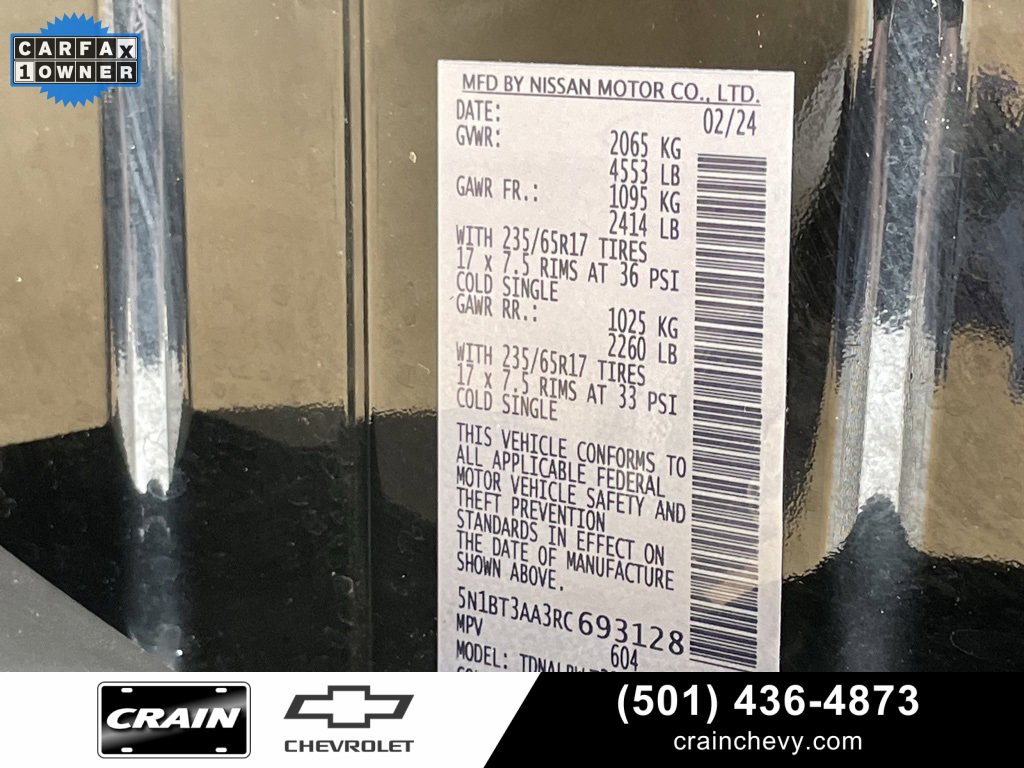 CARFAX
1 OWNER
MFD BY NISSAN MOTOR CO., LTD.
DATE: 02/24
GVWR: 2065 KG
4553 LB
GAWR FR.: 1095 KG
2414 LB
WITH 235/65R17 TIRES
17 x 7.5 RIMS AT 36 PSI
COLD SINGLE
GAWR RR.: 1025 KG
2260 LB
WITH 235/65R17 TIRES
17 x 7.5 RIMS AT 33 PSI
COLD SINGLE
THIS VEHICLE CONFORMS TO
ALL APPLICABLE FEDERAL
MOTOR VEHICLE SAFETY AND
THEFT PREVENTION
STANDARDS IN EFFECT ON
THE DATE OF MANUFACTURE
SHOWN ABOVE.
5N1BT3AA3RC693128
MPV 604
MODEL:
CRAIN
CHEVROLET
(501) 436-4873
crainchevy.com